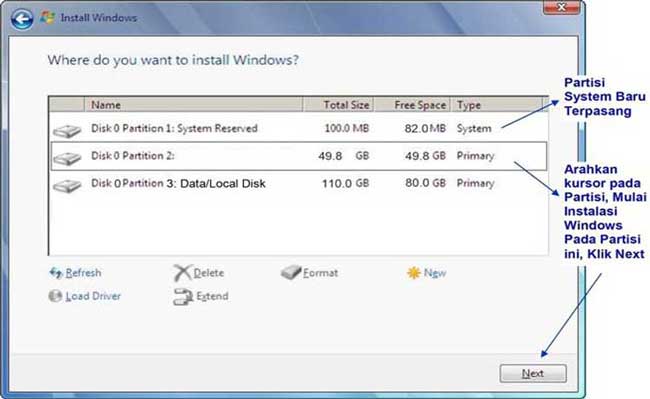 Install Windows
Where do you want to install Windows?
Name Total Size Free Space Type
Disk 0 Partition 1: System Reserved 100.0 MB 82.0 MB System
Disk 0 Partition 2: 49.8 GB 49.8 GB Primary
Disk 0 Partition 3: Data/Local Disk 110.0 GB 80.0 GB Primary
Refresh Delete Format New
Load Driver Extend
Next
Partisi
System Baru
Terpasang
Arahkan
kursor pada
Partisi, Mulai
Instalasi
Windows
Pada Partisi
ini, Klik Next